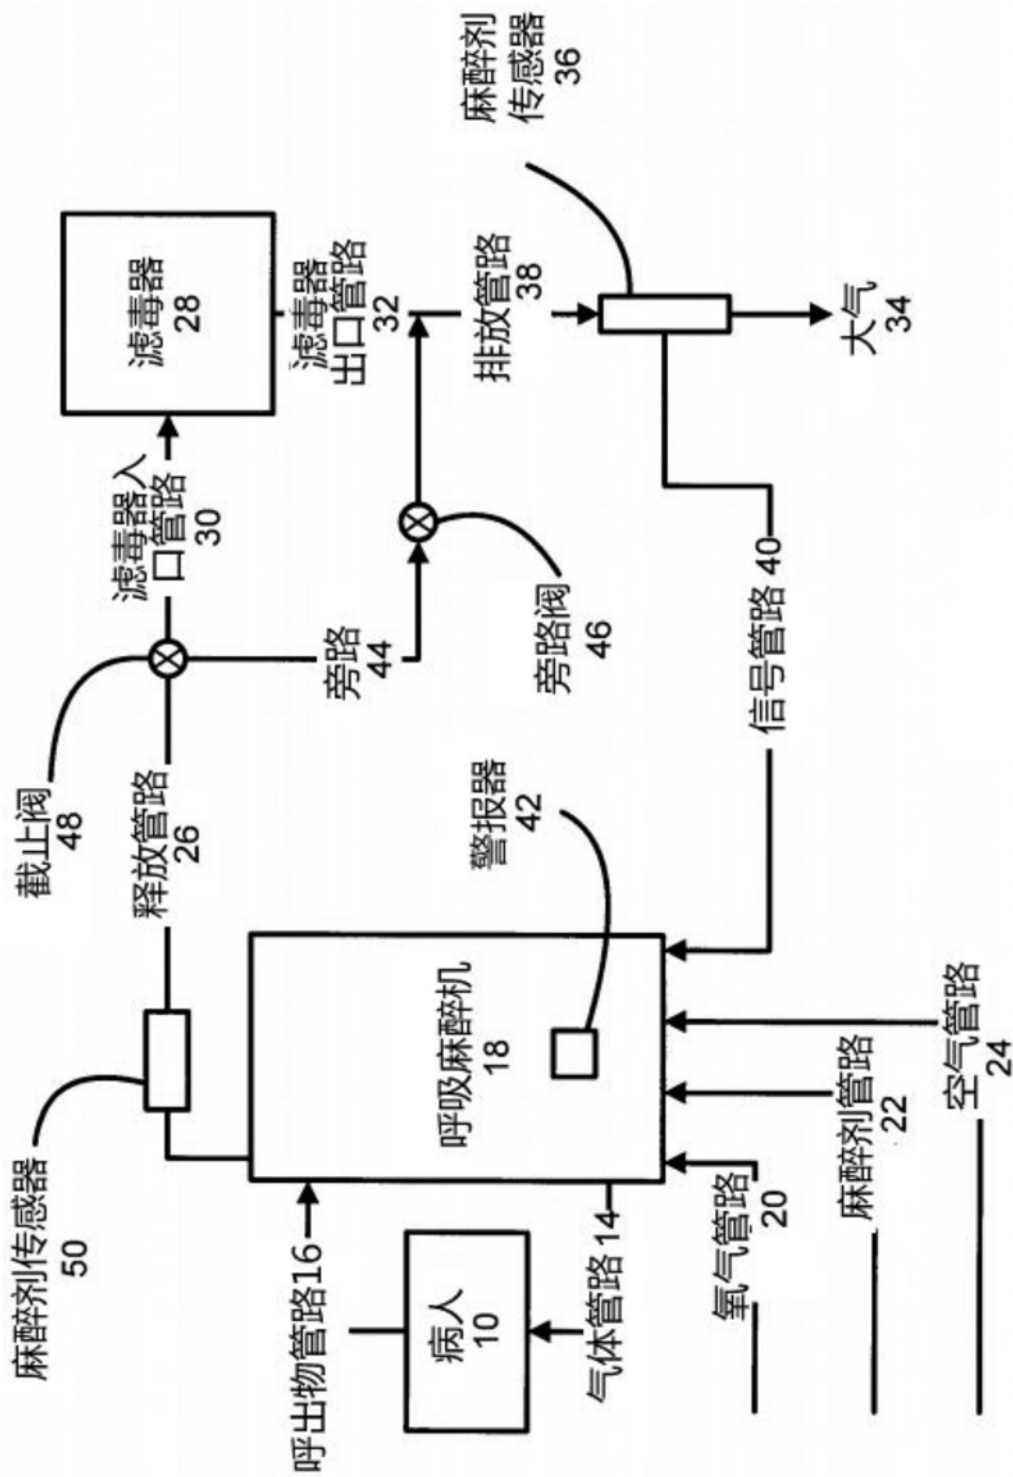 麻醉剂传感器
50
截止阀
48
释放管路
26
滤毒器入
口管路
30
滤毒器
28
滤毒器
出口管路
32
旁路
44
旁路阀
46
排放管路
38
麻醉剂
传感器
36
大气
34
信号管路 40
警报器
42
呼吸麻醉机
18
呼出物管路16
病人
10
气体管路14
氧气管路
20
麻醉剂管路
22
空气管路
24